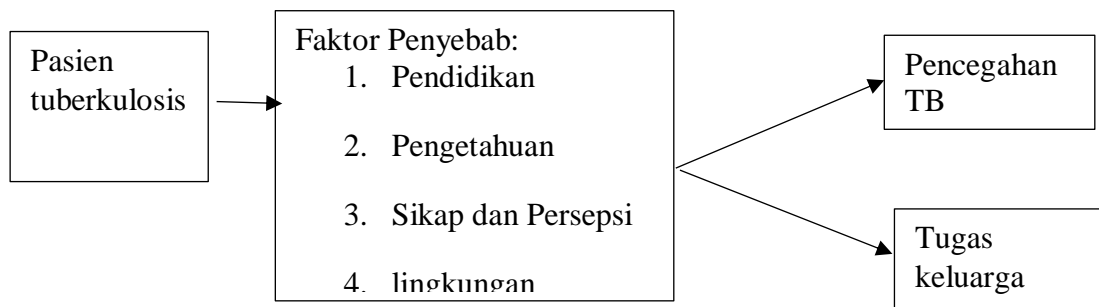 Pasien
tuberkulosis
Faktor Penyebab:
1. Pendidikan
2. Pengetahuan
3. Sikap dan Persepsi
4. lingkungan
Pencegahan
TB
Tugas
keluarga